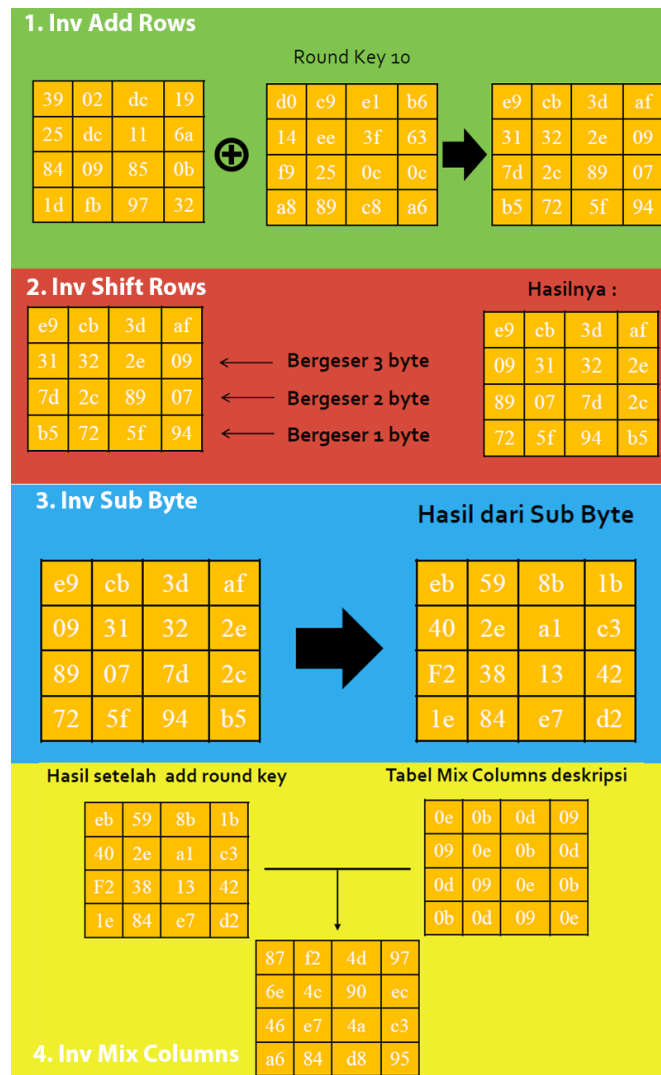 1. Inv Add Rows
Round Key 10
39 02 dc 19 d0 c9 e1 b6 e9 cb 3d af
25 dc 11 6a 14 ee 3f 63 31 32 2e 09
84 09 85 0b f9 25 0c 0c 7d 2c 89 07
1d fb 97 32 a8 89 c8 a6 b5 72 5f 94
2. Inv Shift Rows
Hasilnya :
e9 cb 3d af e9 cb 3d af
31 32 2e 09 Bergeser 3 byte 09 31 32 2e
7d 2c 89 07 Bergeser 2 byte 89 07 7d 2c
b5 72 5f 94 Bergeser 1 byte 72 5f 94 b5
3. Inv Sub Byte
Hasil dari Sub Byte
e9 cb 3d af eb 59 8b 1b
09 31 32 2e 40 2e a1 c3
89 07 7d 2c F2 38 13 42
72 5f 94 b5 1e 84 e7 d2
Hasil setelah add round key Tabel Mix Columns deskripsi
eb 59 8b 1b 0e 0b 0d 09
40 2e a1 c3 09 0e 0b 0d
F2 38 13 42 0d 09 0e 0b
1e 84 e7 d2 0b 0d 09 0e
87 f2 4d 97
6e 4c 90 ec
46 e7 4a c3
a6 84 d8 95
4. Inv Mix Columns